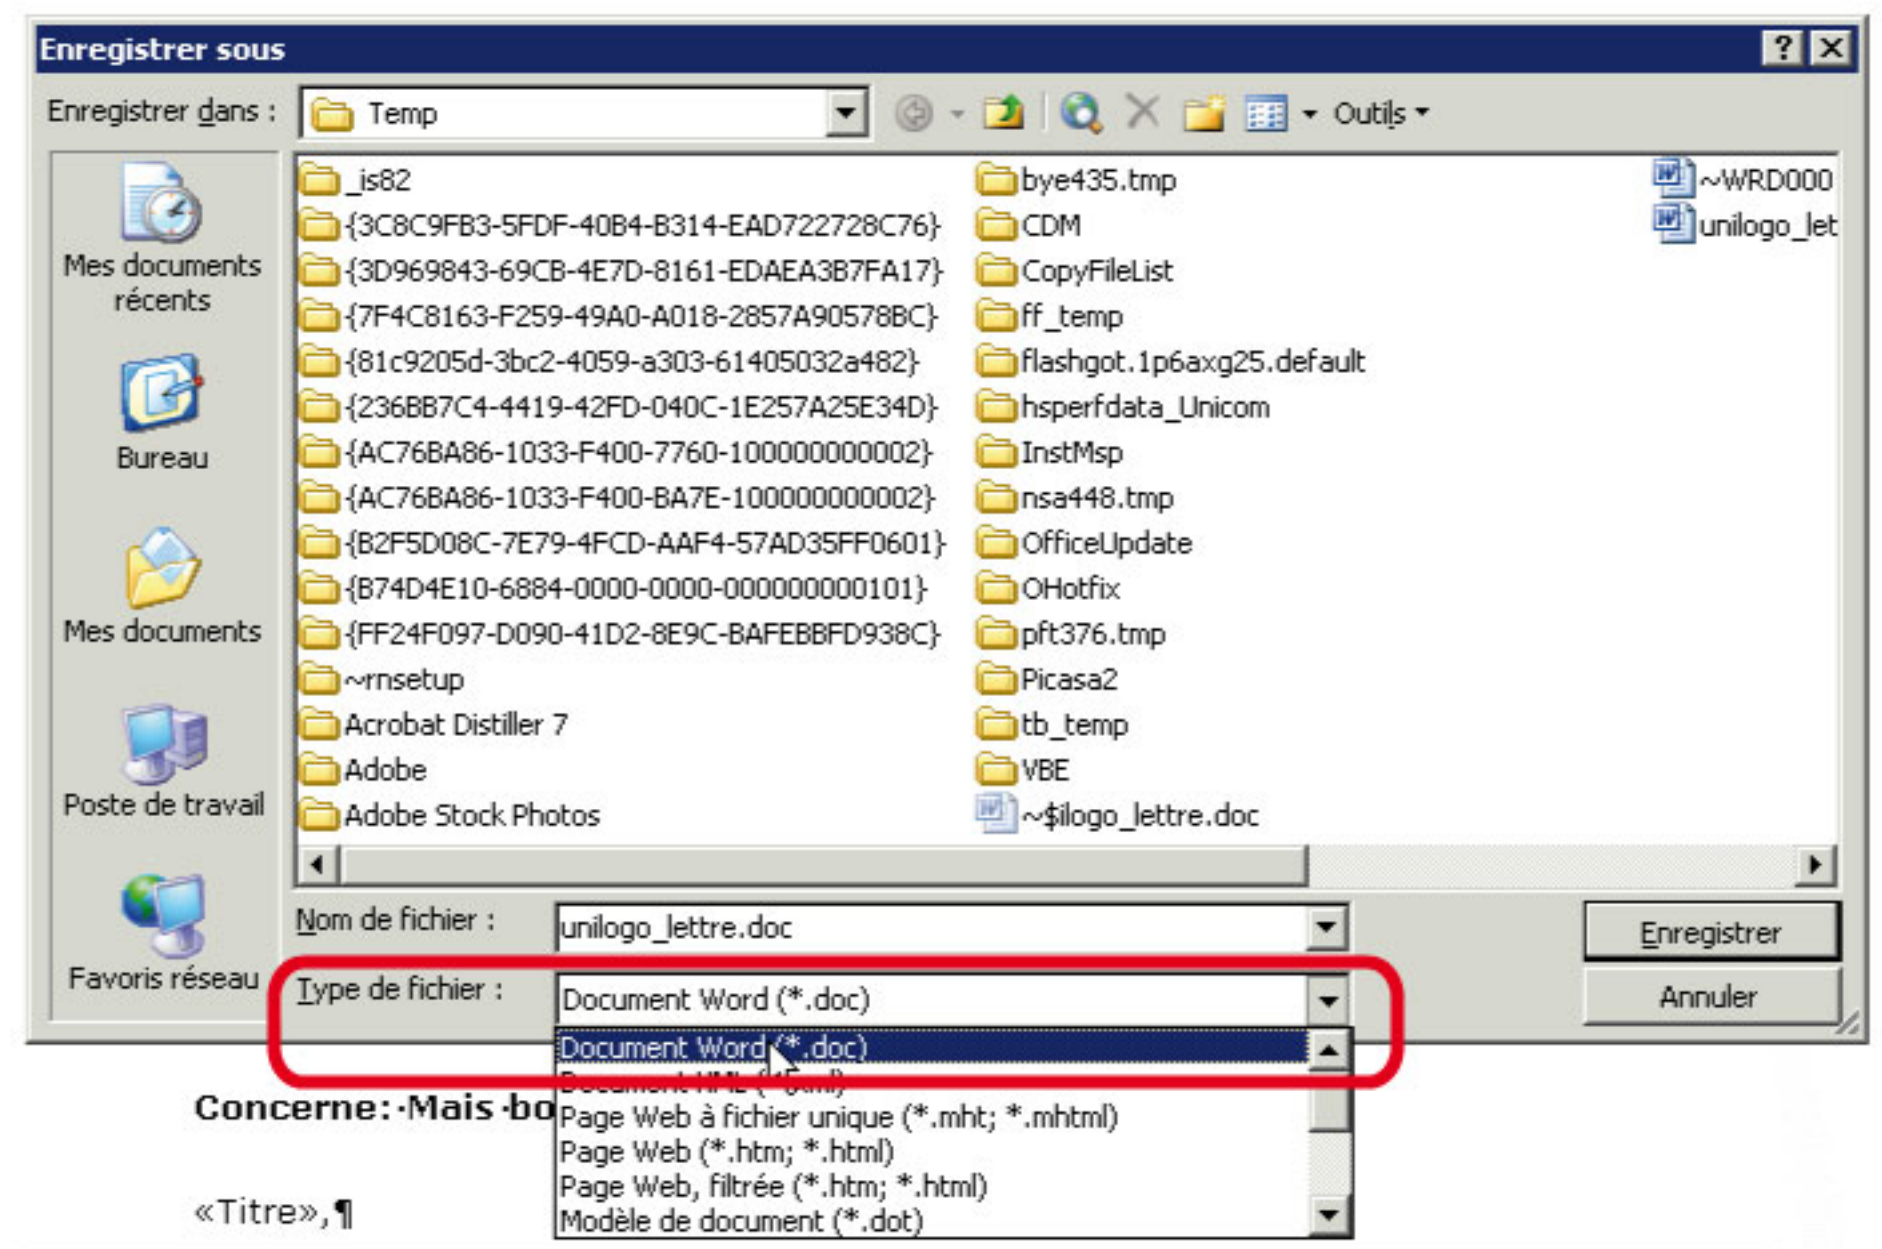 Enregistrer sous
Enregistrer dans :
Temp
Outils
Mes documents
récents
Bureau
Mes documents
Poste de travail
Favoris réseau
_is82
{3C8C9FB3-5FDF-40B4-B314-EAD722728C76}
{3D969843-69CB-4E7D-8161-EDAEA3B7FA17}
{7F4C8163-F259-49A0-A018-2857A90578BC}
{81c9205d-3bc2-4059-a303-61405032a482}
{236BB7C4-4419-42FD-040C-1E257A25E34D}
{AC76BA86-1033-F400-7760-100000000002}
{AC76BA86-1033-F400-BA7E-100000000002}
{B2F5D08C-7E79-4FCD-AAF4-57AD35FF0601}
{B74D4E10-6884-0000-0000-000000000101}
{FF24F097-D090-41D2-8E9C-BAFEBBFD938C}
~rnsetup
Acrobat Distiller 7
Adobe
Adobe Stock Photos
bye435.tmp
CDM
CopyFileList
ff_temp
flashgot.1p6axg25.default
hsperfdata_Unicom
InstMsp
nsa448.tmp
OfficeUpdate
OHotfix
pft376.tmp
Picasa2
tb_temp
VBE
~$ilogo_lettre.doc
~WRD000
unilogo_let
Nom de fichier :
unilogo_lettre.doc
Enregistrer
Type de fichier :
Document Word (*.doc)
Annuler
Document Word (*.doc)
Document XML (*.xml)
Page Web à fichier unique (*.mht; *.mhtml)
Page Web (*.htm; *.html)
Page Web, filtrée (*.htm; *.html)
Modèle de document (*.dot)
Concerne:·Mais·bo
«Titre»,¶